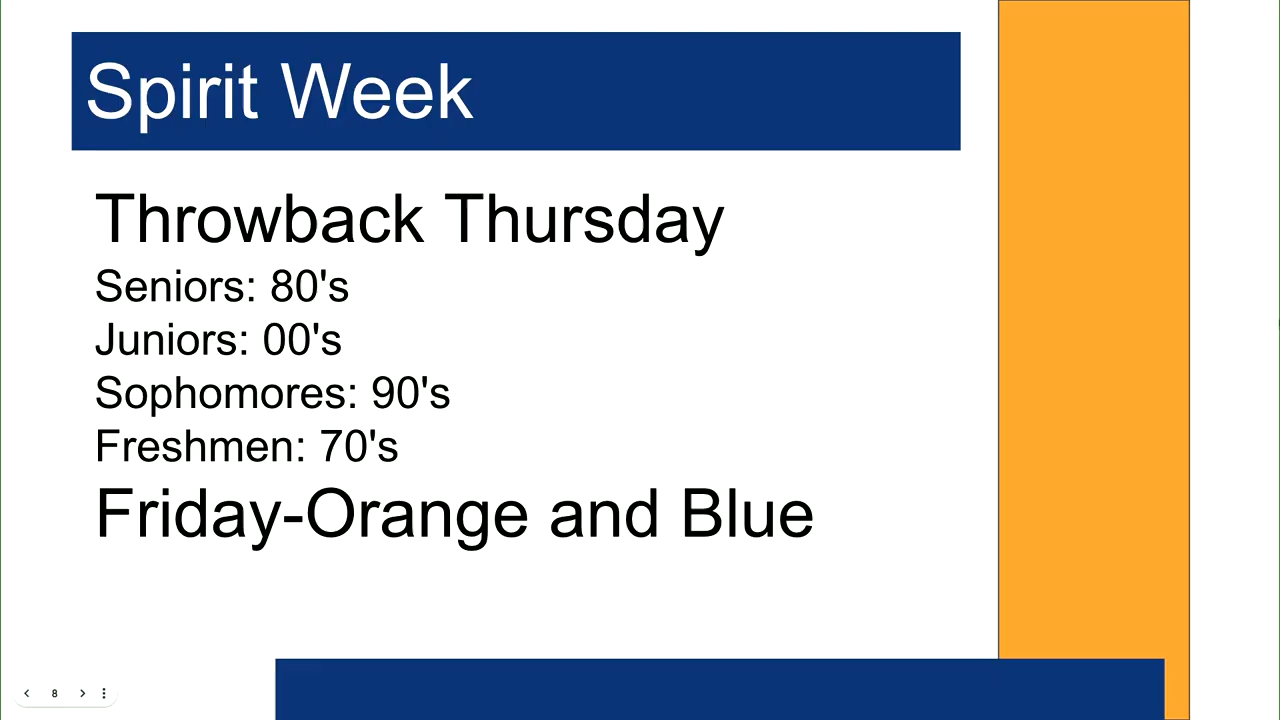 Spirit Week
Throwback Thursday
Seniors: 80's
Juniors: 00's
Sophomores: 90's
Freshmen: 70's
Friday-Orange and Blue
8